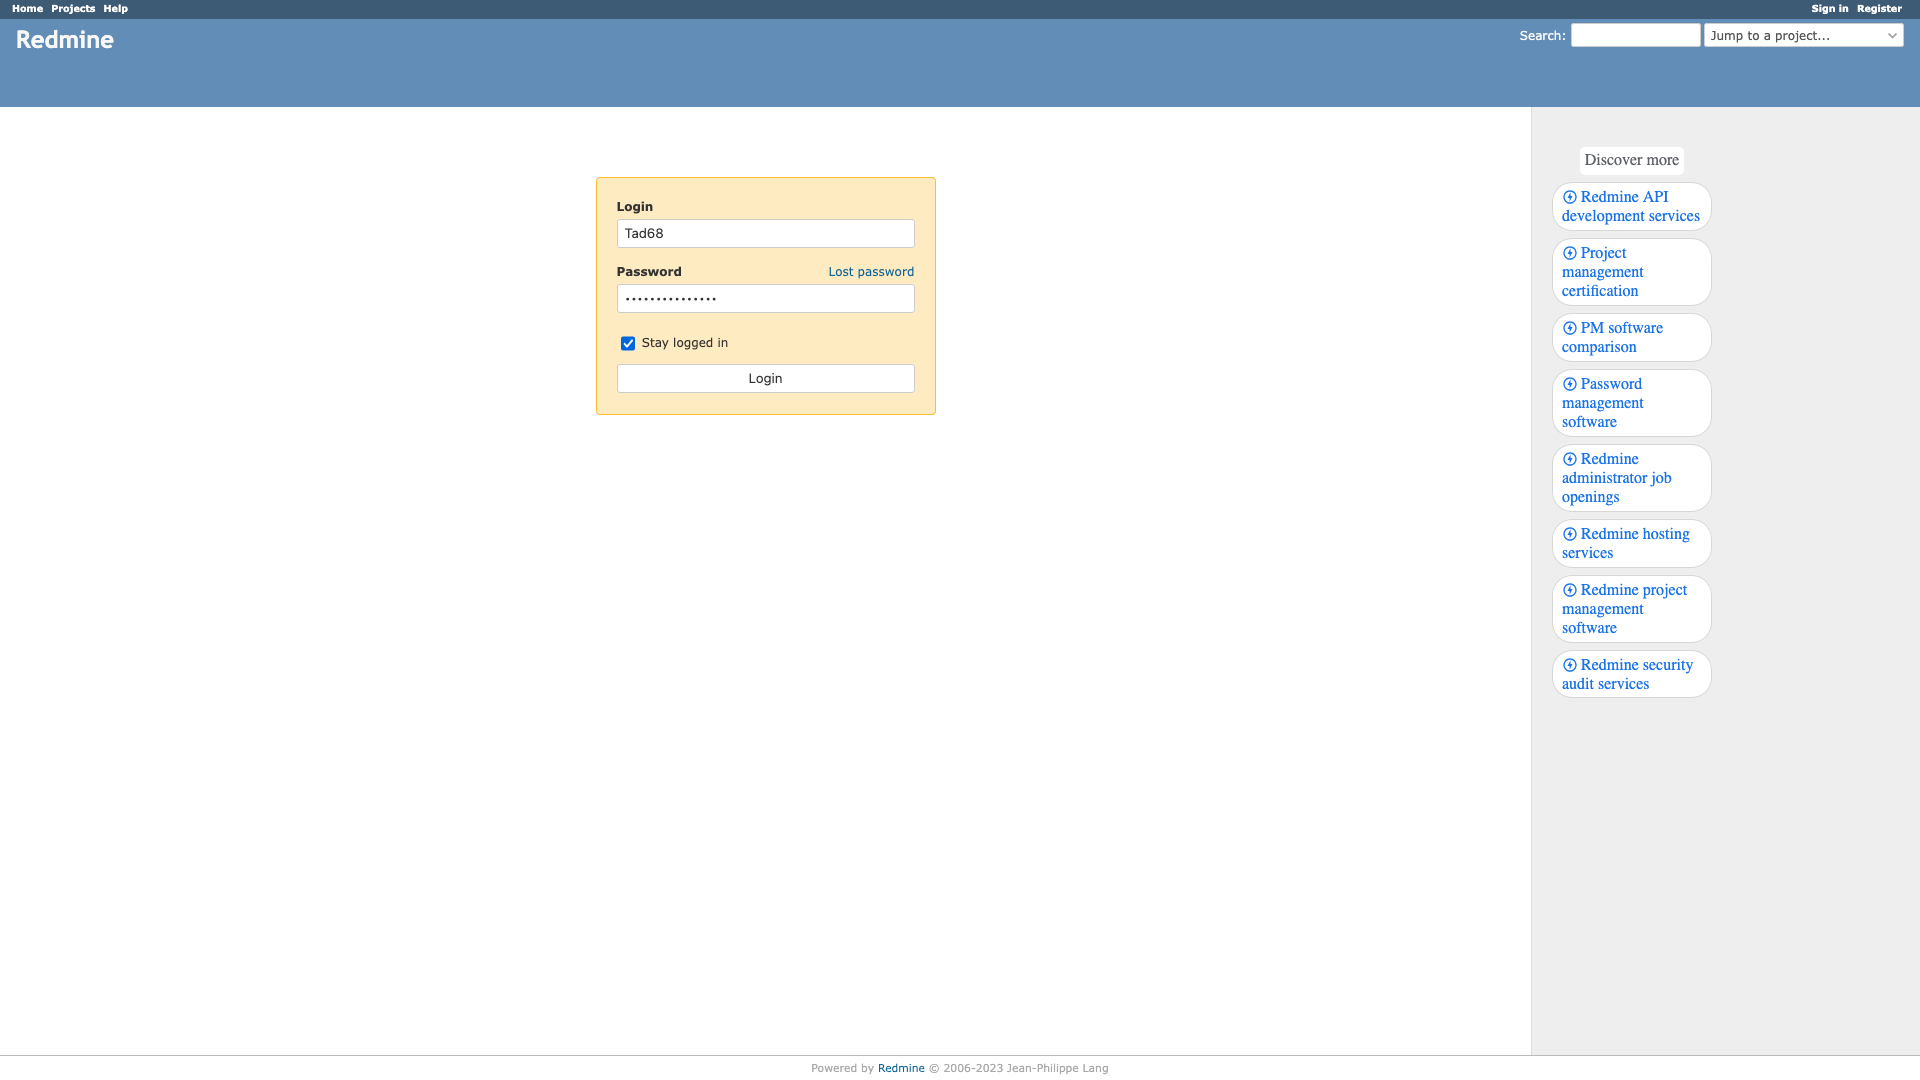 Home Projects Help
Sign in Register
Redmine
Search:
Jump to a project...
Login
Tad68
Password
Lost password
•••••••••••••••
Stay logged in
Login
Discover more
Redmine API
development services
Project
management
certification
PM software
comparison
Password
management
software
Redmine
administrator job
openings
Redmine hosting
services
Redmine project
management
software
Redmine security
audit services
Powered by Redmine © 2006-2023 Jean-Philippe Lang